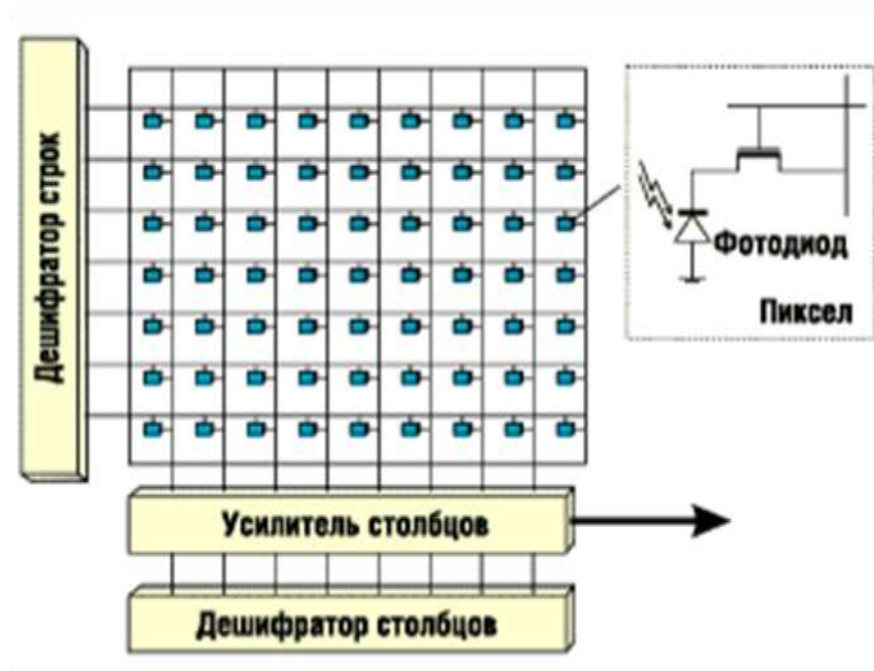 Дешифратор строк
Фотодиод
Пиксел
Усилитель столбцов
Дешифратор столбцов